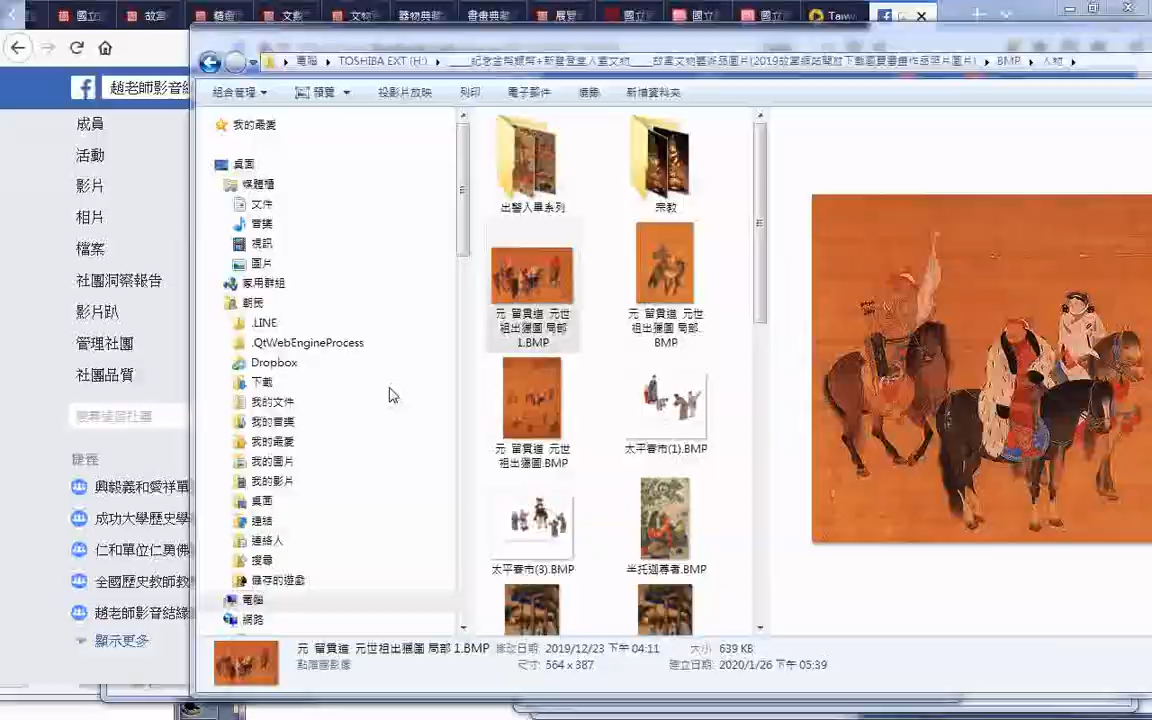 國立
故宮
文物
器物典藏
書畫典藏
展覽
國立
國立
國立
Taiw
電腦 ▸ TOSHIBA EXT (H:) ▸ BMP ▸ 人物 ▸
趙老師影音結緣
組合管理 預覽 投影片放映 列印 電子郵件 燒錄 新增資料夾
成員
活動
影片
相片
檔案
社團洞察報告
影片趴
管理社團
社團品質
搜尋這個社團
捷徑
興毅義和愛祥單
成功大學歷史學
仁和單位仁勇佛
全國歷史教師教
趙老師影音結緣
顯示更多
我的最愛
桌面
媒體櫃
文件
音樂
視訊
圖片
家用群組
朝民
.LINE
.QtWebEngineProcess
Dropbox
下載
我的文件
我的音樂
我的最愛
我的圖片
我的影片
桌面
連結
連絡人
搜尋
儲存的遊戲
電腦
網路
出警入蹕系列
宗教
元 劉貫道 元世
祖出獵圖 局部
1.BMP
元 劉貫道 元世
祖出獵圖 局部.
BMP
元 劉貫道 元世
祖出獵圖.BMP
太平春市(1).BMP
太平春市(3).BMP
半托迦尊者.BMP
元 劉貫道 元世祖出獵圖 局部 1.BMP 修改日期: 2019/12/23 下午 04:11 大小: 639 KB
點陣圖影像 尺寸: 564 x 387 建立日期: 2020/1/26 下午 05:39